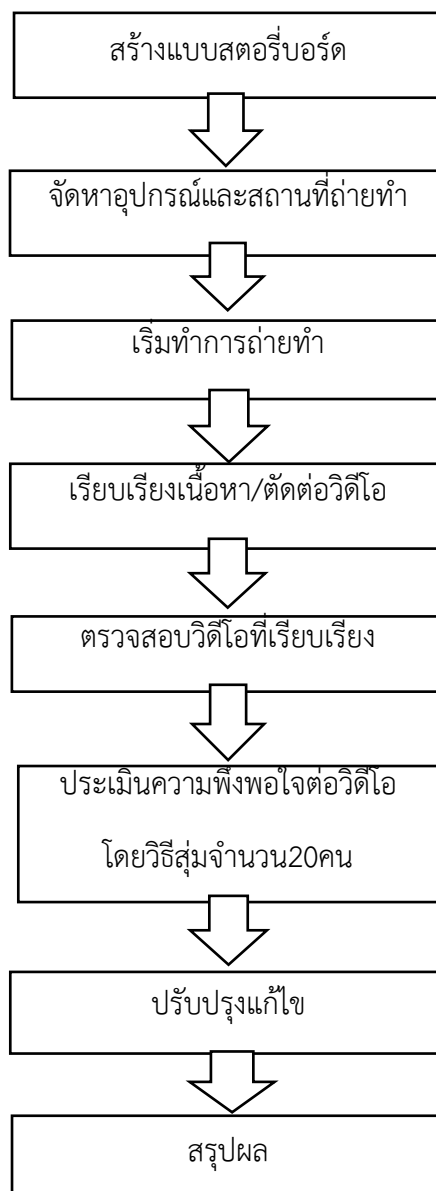 สร้างแบบสตอรี่บอร์ด
จัดหาอุปกรณ์และสถานที่ถ่ายทำ
เริ่มทำการถ่ายทำ
เรียบเรียงเนื้อหา/ตัดต่อวิดีโอ
ตรวจสอบวิดีโอที่เรียบเรียง
ประเมินความพึงพอใจต่อวิดีโอ
โดยวิธีสุ่มจำนวน20คน
ปรับปรุงแก้ไข
สรุปผล